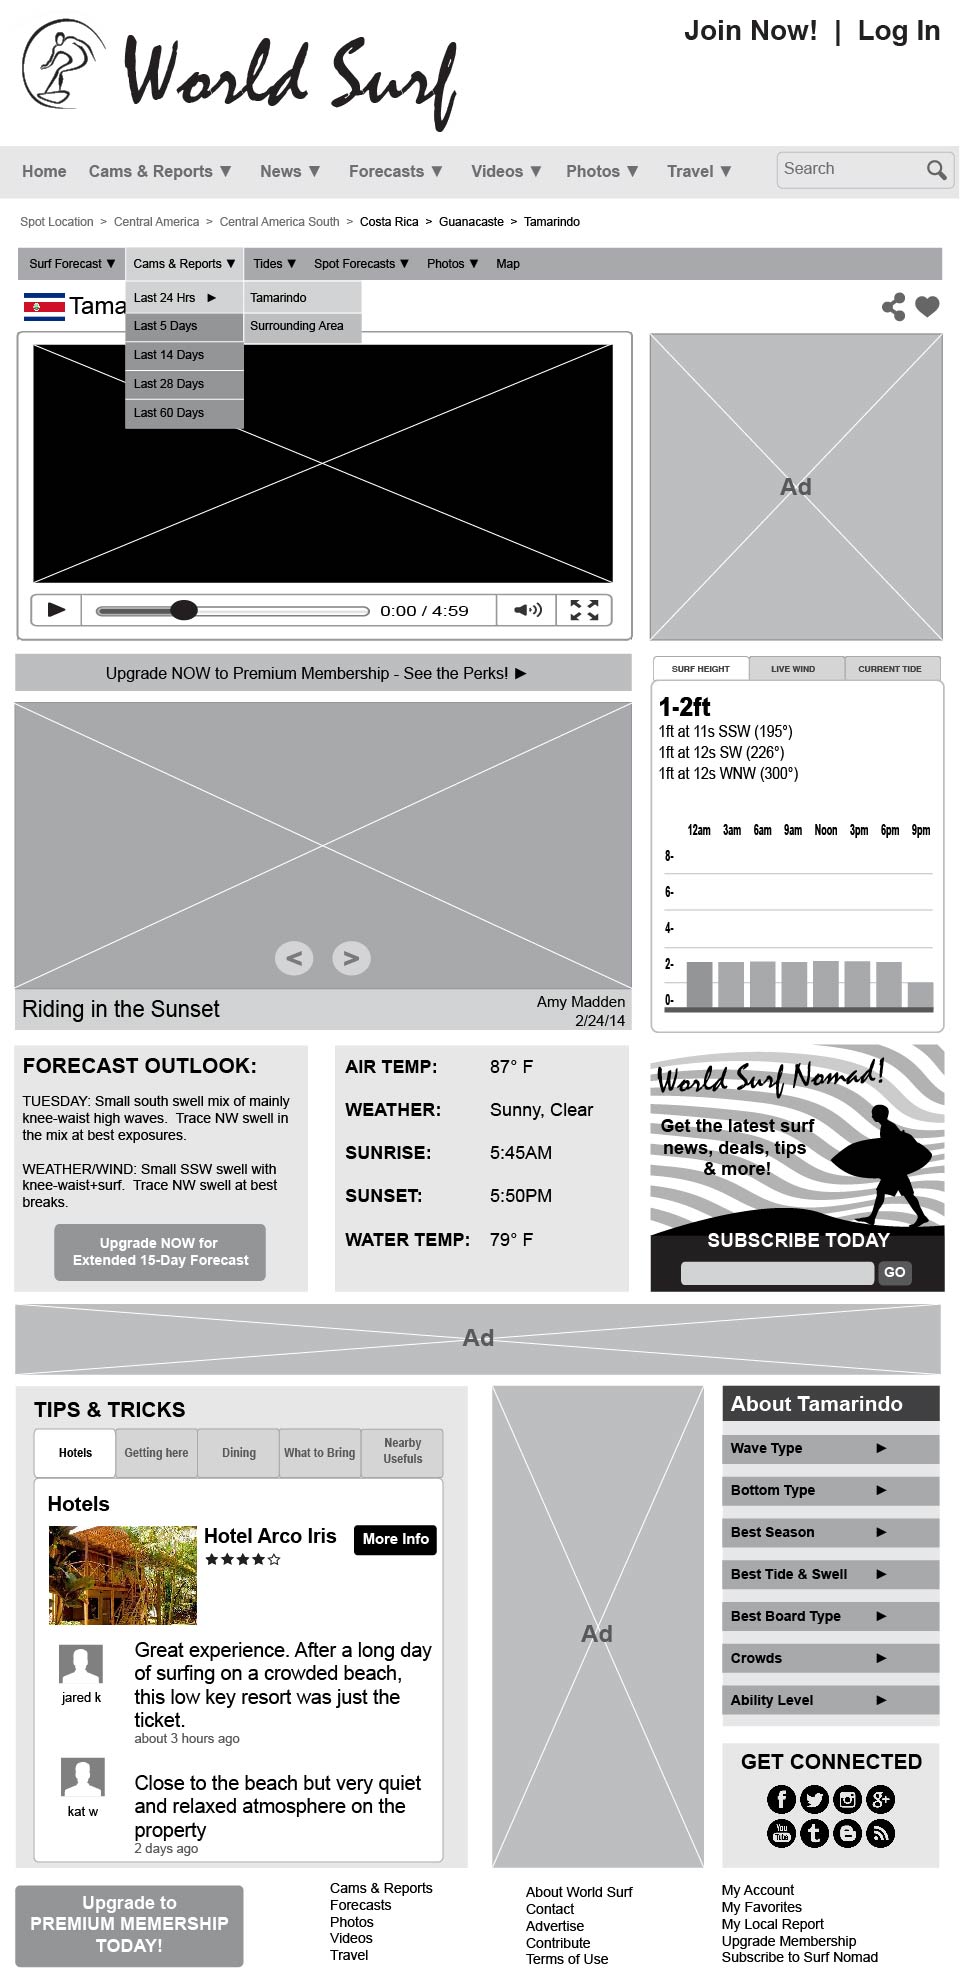 World Surf
Join Now! | Log In
Home Cams & Reports ▼ News ▼ Forecasts ▼ Videos ▼ Photos ▼ Travel ▼ Search
Spot Location > Central America > Central America South > Costa Rica > Guanacaste > Tamarindo
Surf Forecast ▼ Cams & Reports ▼ Tides ▼ Spot Forecasts ▼ Photos ▼ Map
Tama
Last 24 Hrs ► Tamarindo
Last 5 Days Surrounding Area
Last 14 Days
Last 28 Days
Last 60 Days
Ad
0:00 / 4:59
Upgrade NOW to Premium Membership - See the Perks! ►
SURF HEIGHT LIVE WIND CURRENT TIDE
1-2ft
1ft at 11s SSW (195°)
1ft at 12s SW (226°)
1ft at 12s WNW (300°)
12am 3am 6am 9am Noon 3pm 6pm 9pm
8-
6-
4-
2-
0-
< >
Riding in the Sunset
Amy Madden
2/24/14
FORECAST OUTLOOK:
TUESDAY: Small south swell mix of mainly
knee-waist high waves. Trace NW swell in
the mix at best exposures.
WEATHER/WIND: Small SSW swell with
knee-waist+surf. Trace NW swell at best
breaks.
Upgrade NOW for
Extended 15-Day Forecast
AIR TEMP: 87° F
WEATHER: Sunny, Clear
SUNRISE: 5:45AM
SUNSET: 5:50PM
WATER TEMP: 79° F
World Surf Nomad!
Get the latest surf
news, deals, tips
& more!
SUBSCRIBE TODAY
GO
Ad
TIPS & TRICKS
Hotels Getting here Dining What to Bring Nearby
Usefuls
Hotels
Hotel Arco Iris More Info
★★★★☆
jared k
Great experience. After a long day
of surfing on a crowded beach,
this low key resort was just the
ticket.
about 3 hours ago
kat w
Close to the beach but very quiet
and relaxed atmosphere on the
property
2 days ago
Ad
About Tamarindo
Wave Type ►
Bottom Type ►
Best Season ►
Best Tide & Swell ►
Best Board Type ►
Crowds ►
Ability Level ►
GET CONNECTED
f g+
You
Tube t B
Upgrade to
PREMIUM MEMERSHIP
TODAY!
Cams & Reports
Forecasts
Photos
Videos
Travel
About World Surf
Contact
Advertise
Contribute
Terms of Use
My Account
My Favorites
My Local Report
Upgrade Membership
Subscribe to Surf Nomad